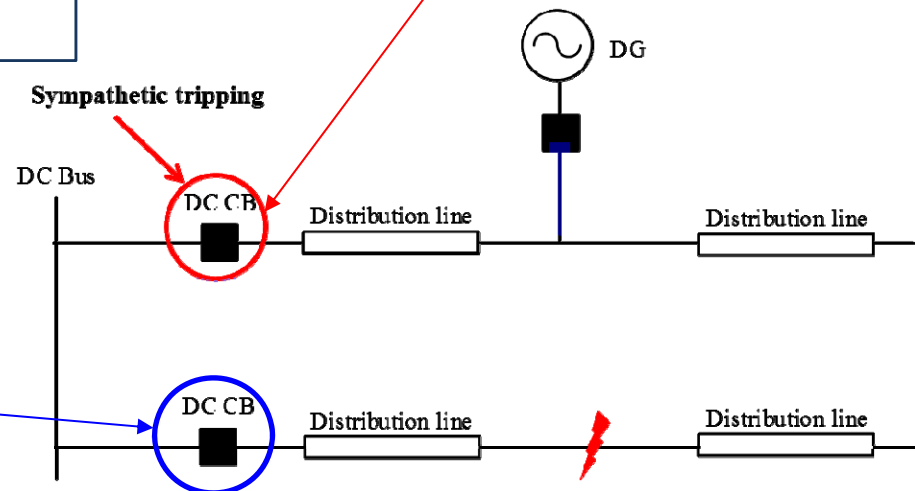 DG
Sympathetic tripping
DC Bus
DC CB
Distribution line
Distribution line
DC CB
Distribution line
Distribution line